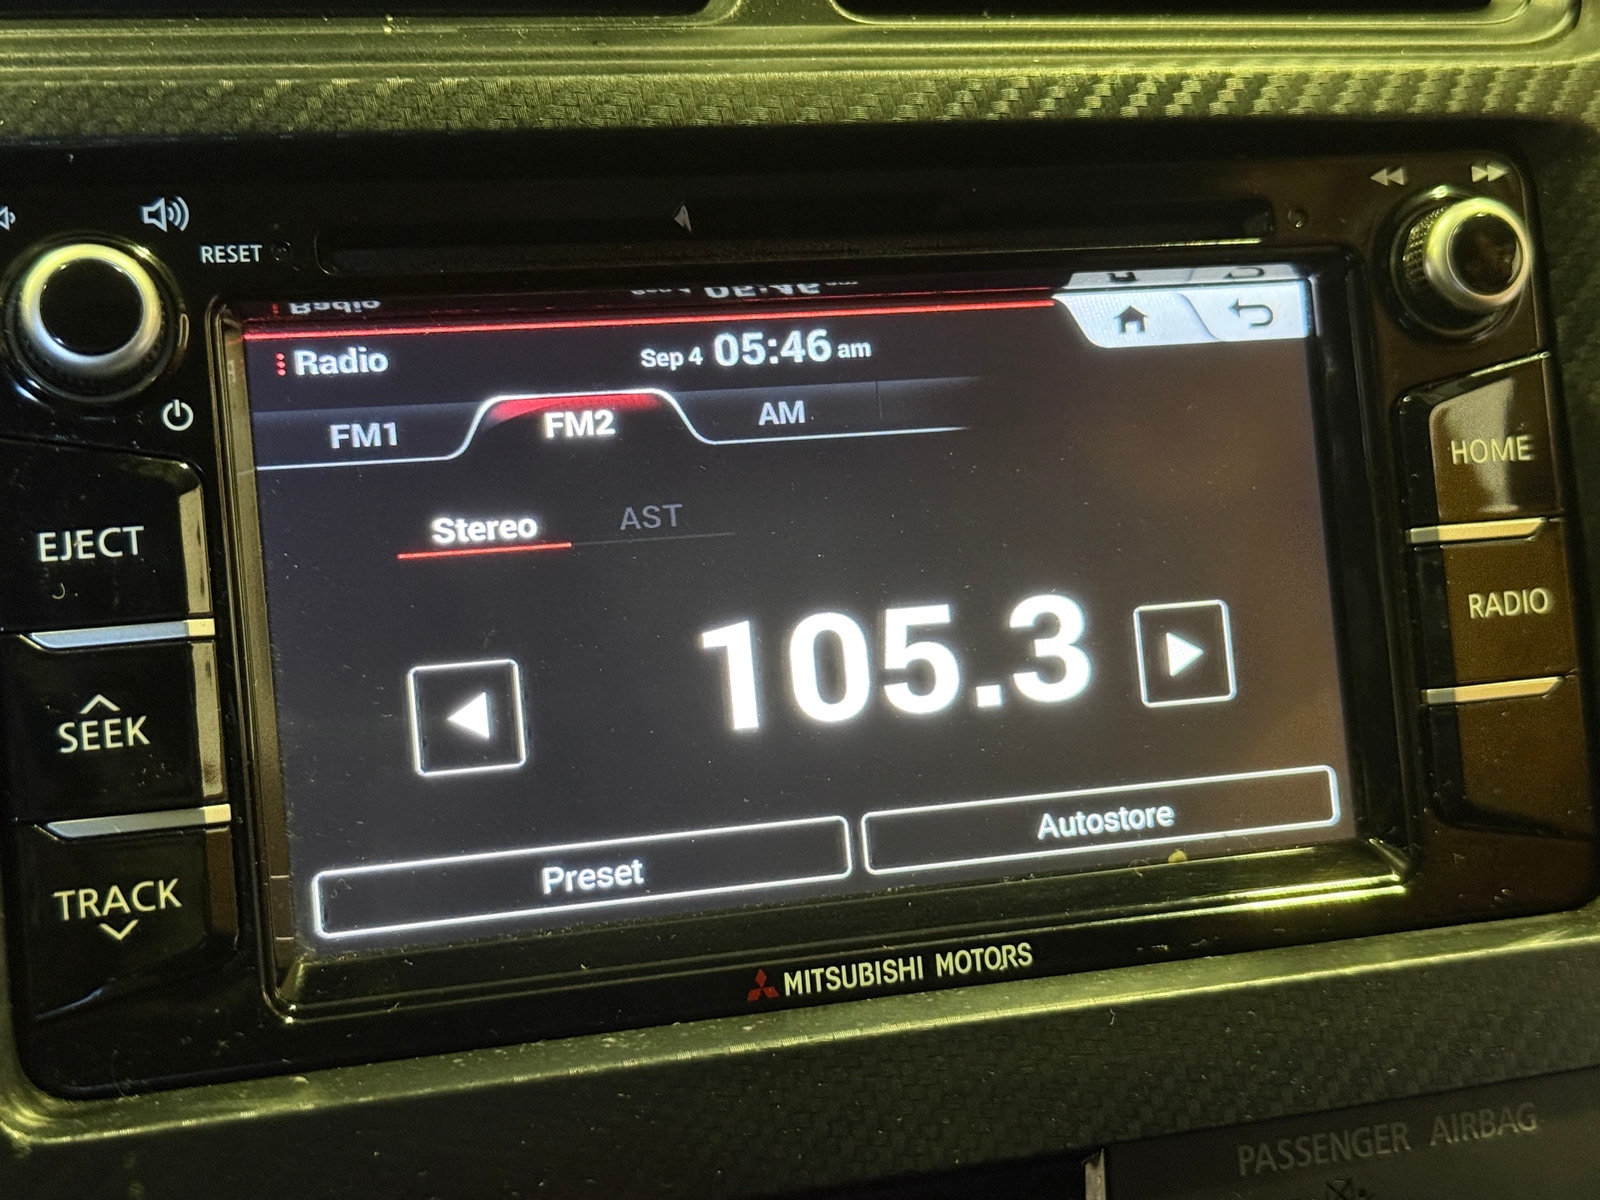 RESET
Radio
Sep 4 05:46 am
FM1 FM2 AM
Stereo AST
105.3
Preset Autostore
EJECT
SEEK
TRACK
HOME
RADIO
MITSUBISHI MOTORS
PASSENGER AIRBAG